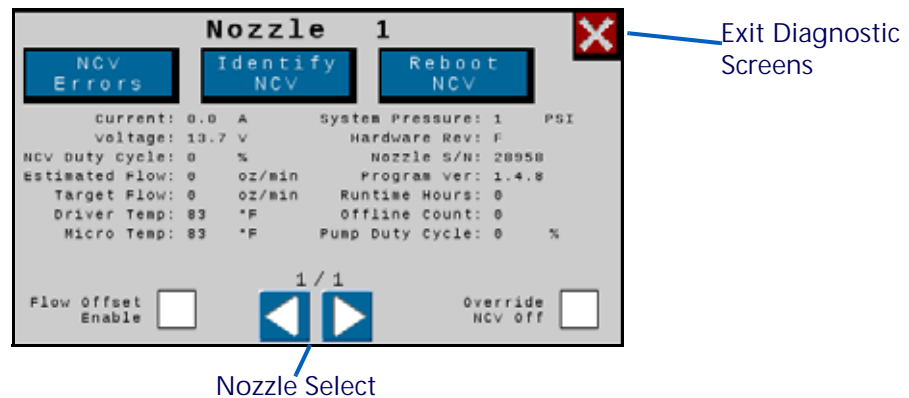 Nozzle 1
Exit Diagnostic
Screens
NCV
Errors
Identify
NCV
Reboot
NCV
Current: 0.0 A
System Pressure: 1 PSI
Voltage: 13.7 V
Hardware Rev: F
NCV Duty Cycle: 0 %
Nozzle S/N: 28958
Estimated Flow: 0 oz/min
Program Ver: 1.4.8
Target Flow: 0 oz/min
Runtime Hours: 0
Driver Temp: 83 °F
Offline Count: 0
Micro Temp: 83 °F
Pump Duty Cycle: 0 %
1/1
Flow Offset
Enable
Override
NCV Off
Nozzle Select